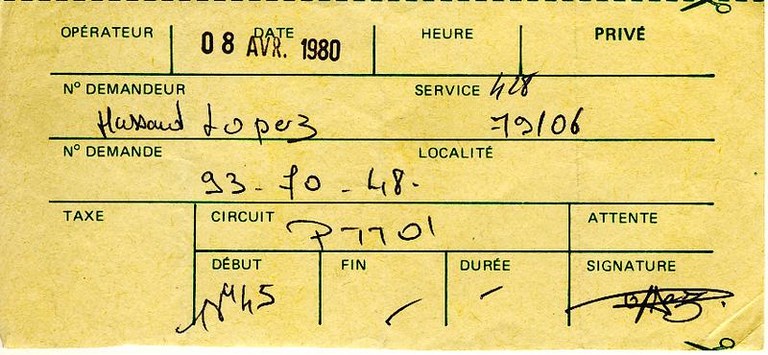 OPÉRATEUR DATE HEURE PRIVÉ
08 AVR. 1980
N° DEMANDEUR SERVICE 428
Lopez 79/06
N° DEMANDE LOCALITÉ
93-70-48.
TAXE CIRCUIT ATTENTE
DÉBUT FIN DURÉE SIGNATURE